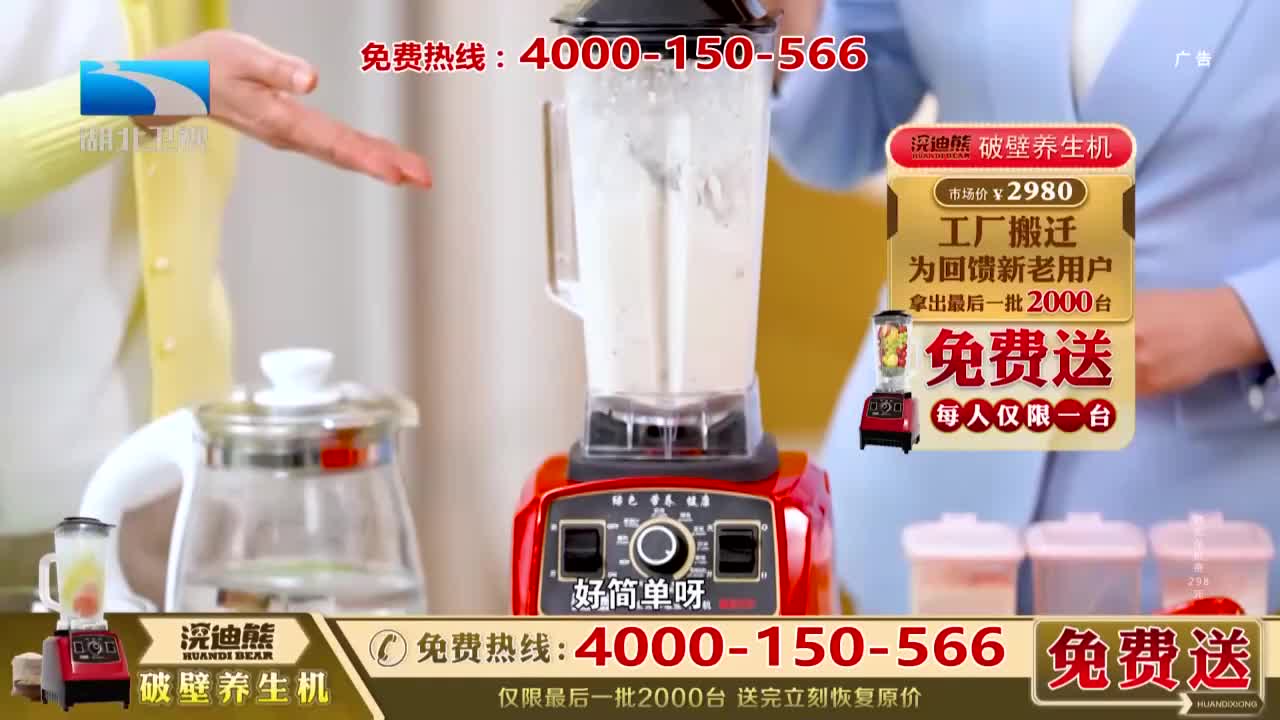 免费热线：4000-150-566
广告
湖北卫视
浣迪熊
HUANDI BEAR
破壁养生机
市场价¥2980
工厂搬迁
为回馈新老用户
拿出最后一批2000台
免费送
每人仅限一台
绿色 营养 健康
好简单呀
浣迪熊
HUANDI BEAR
破壁养生机
免费热线：4000-150-566
仅限最后一批2000台 送完立刻恢复原价
免费送
HUANDIXIONG